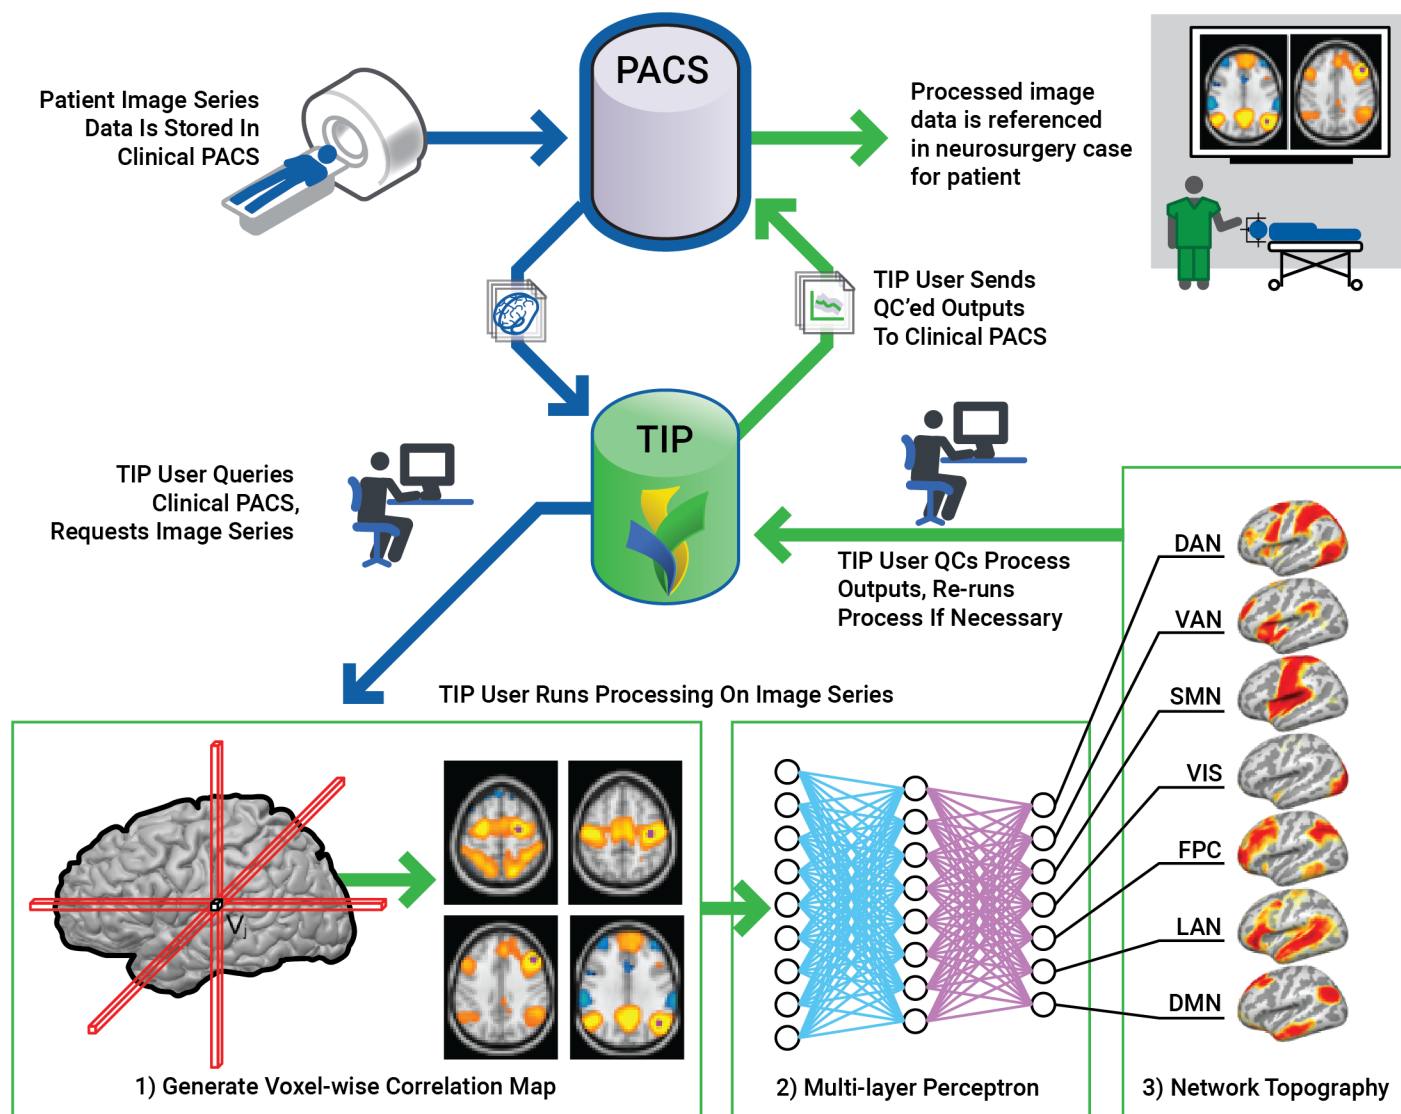 PACS
Patient Image Series
Data Is Stored In
Clinical PACS
Processed image
data is referenced
in neurosurgery case
for patient
TIP User Sends
QC'ed Outputs
To Clinical PACS
TIP
TIP User Queries
Clinical PACS,
Requests Image Series
TIP User QCs Process
Outputs, Re-runs
Process If Necessary
TIP User Runs Processing On Image Series
DAN
VAN
SMN
VIS
FPC
LAN
DMN
Vj
1) Generate Voxel-wise Correlation Map
2) Multi-layer Perceptron
3) Network Topography